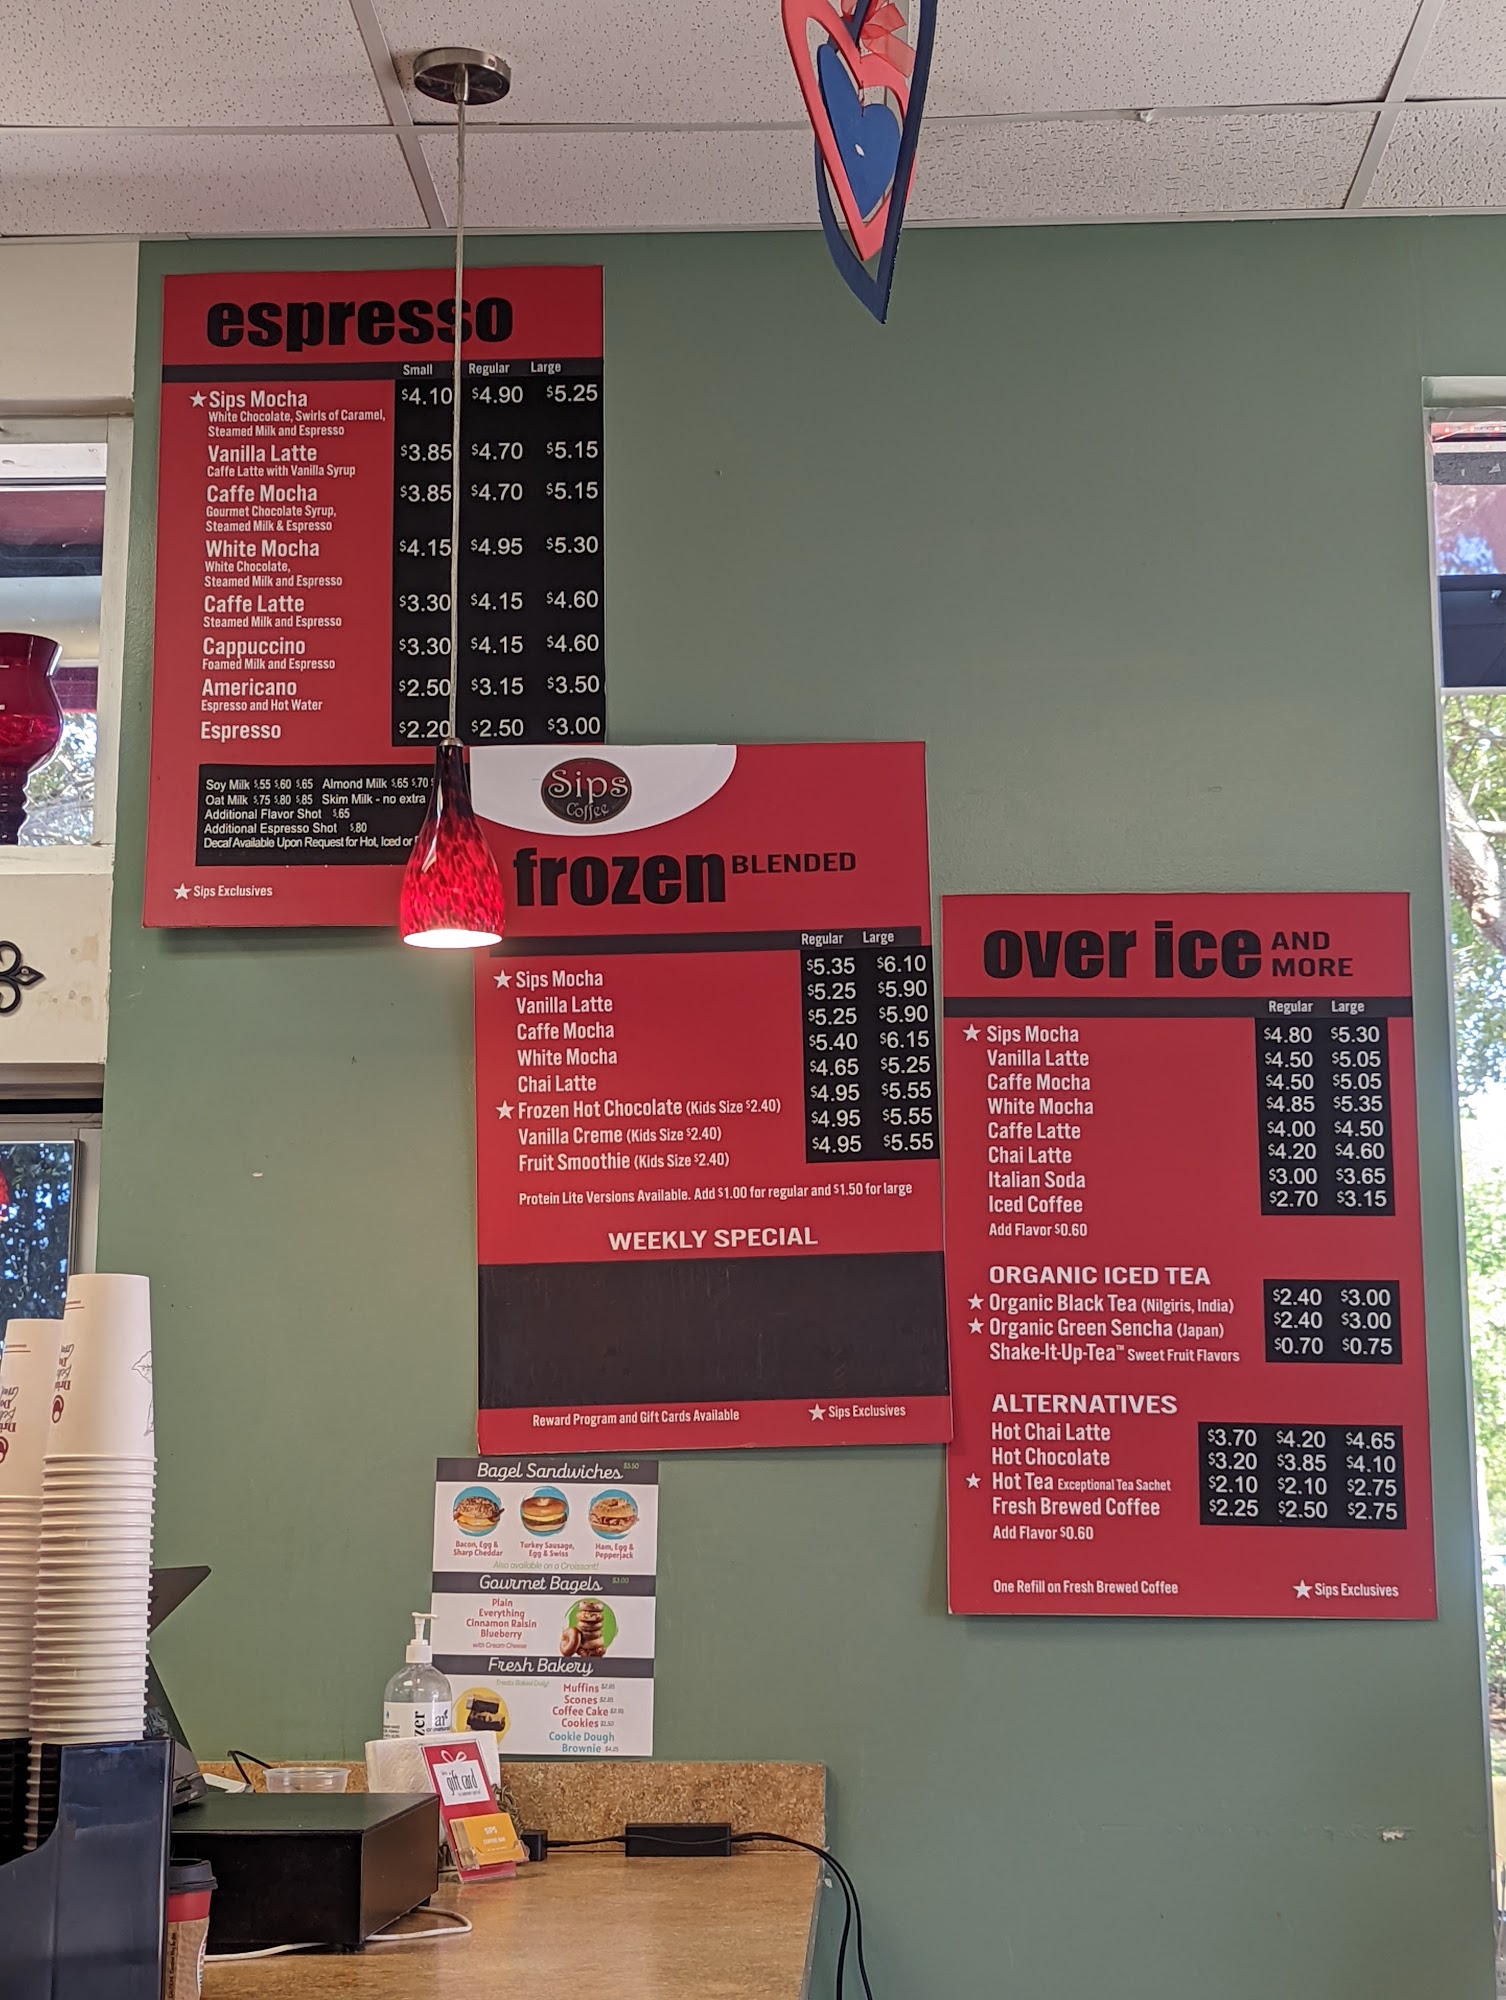 espresso
Small Regular Large
★ Sips Mocha $4.10 $4.90 $5.25
White Chocolate, Swirls of Caramel,
Steamed Milk and Espresso
Vanilla Latte $3.85 $4.70 $5.15
Caffe Latte with Vanilla Syrup
Caffe Mocha $3.85 $4.70 $5.15
Gourmet Chocolate Syrup,
Steamed Milk & Espresso
White Mocha $4.15 $4.95 $5.30
White Chocolate,
Steamed Milk and Espresso
Caffe Latte $3.30 $4.15 $4.60
Steamed Milk and Espresso
Cappuccino $3.30 $4.15 $4.60
Foamed Milk and Espresso
Americano $2.50 $3.15 $3.50
Espresso and Hot Water
Espresso $2.20 $2.50 $3.00
Soy Milk $.55 $.60 $.65 Almond Milk $.65 $.70
Oat Milk $.75 $.80 $.85 Skim Milk - no extra
Additional Flavor Shot $.65
Additional Espresso Shot $.80
Decaf Available Upon Request for Hot, Iced or
★ Sips Exclusives
Sips
Coffee
frozen BLENDED
Regular Large
★ Sips Mocha $5.35 $6.10
Vanilla Latte $5.25 $5.90
Caffe Mocha $5.25 $5.90
White Mocha $5.40 $6.15
Chai Latte $4.65 $5.25
★ Frozen Hot Chocolate (Kids Size $2.40) $4.95 $5.55
Vanilla Creme (Kids Size $2.40) $4.95 $5.55
Fruit Smoothie (Kids Size $2.40) $4.95 $5.55
Protein Lite Versions Available. Add $1.00 for regular and $1.50 for large
WEEKLY SPECIAL
Reward Program and Gift Cards Available ★ Sips Exclusives
over ice AND
MORE
Regular Large
★ Sips Mocha $4.80 $5.30
Vanilla Latte $4.50 $5.05
Caffe Mocha $4.50 $5.05
White Mocha $4.85 $5.35
Caffe Latte $4.00 $4.50
Chai Latte $4.20 $4.60
Italian Soda $3.00 $3.65
Iced Coffee $2.70 $3.15
Add Flavor $0.60
ORGANIC ICED TEA
★ Organic Black Tea (Nilgiris, India) $2.40 $3.00
★ Organic Green Sencha (Japan) $2.40 $3.00
Shake-It-Up-Tea™ Sweet Fruit Flavors $0.70 $0.75
ALTERNATIVES
Hot Chai Latte $3.70 $4.20 $4.65
Hot Chocolate $3.20 $3.85 $4.10
★ Hot Tea Exceptional Tea Sachet $2.10 $2.10 $2.75
Fresh Brewed Coffee $2.25 $2.50 $2.75
Add Flavor $0.60
One Refill on Fresh Brewed Coffee ★ Sips Exclusives
Bagel Sandwiches
Bacon, Egg & Sharp Cheddar
Turkey Sausage, Egg & Swiss
Ham, Egg & Pepperjack
Also available on a Croissant!
Gourmet Bagels $3.00
Plain
Everything
Cinnamon Raisin
Blueberry
with Cream Cheese
Fresh Bakery
Treats Baked Daily!
Muffins
Scones
Coffee Cake
Cookies
Cookie Dough
Brownie
zer
gift card
SIPS